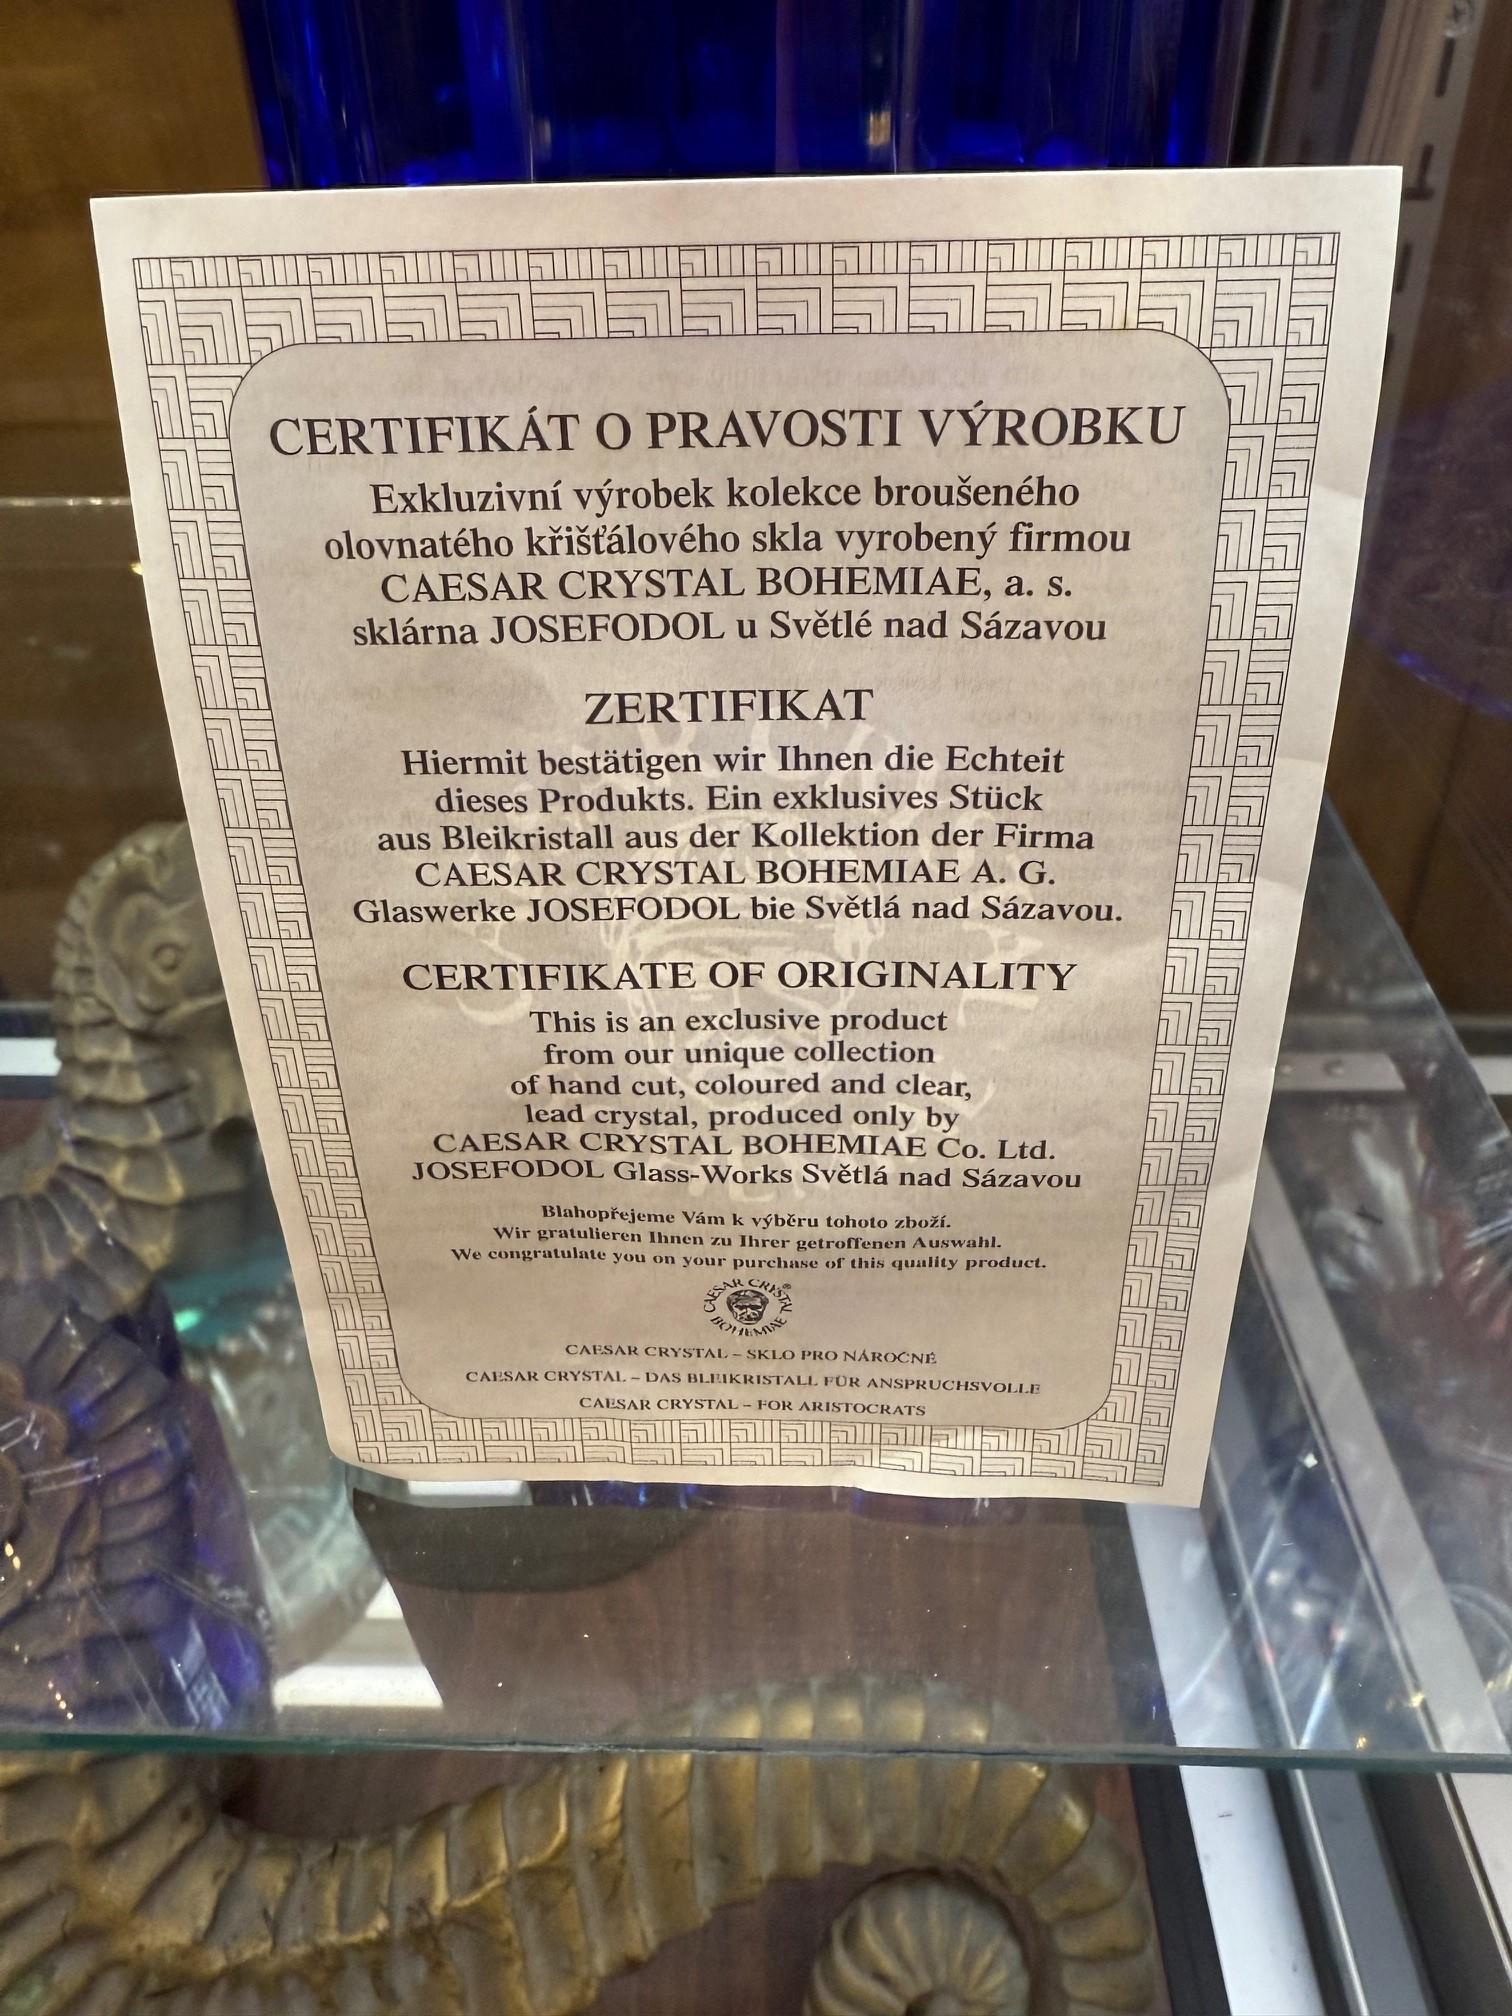 CERTIFIKÁT O PRAVOSTI VÝROBKU
Exkluzivní výrobek kolekce broušeného
olovnatého křišťálového skla vyrobený firmou
CAESAR CRYSTAL BOHEMIAE, a. s.
sklárna JOSEFODOL u Světlé nad Sázavou
ZERTIFIKAT
Hiermit bestätigen wir Ihnen die Echteit
dieses Produkts. Ein exklusives Stück
aus Bleikristall aus der Kollektion der Firma
CAESAR CRYSTAL BOHEMIAE A. G.
Glaswerke JOSEFODOL bie Světlá nad Sázavou.
CERTIFIKATE OF ORIGINALITY
This is an exclusive product
from our unique collection
of hand cut, coloured and clear,
lead crystal, produced only by
CAESAR CRYSTAL BOHEMIAE Co. Ltd.
JOSEFODOL Glass-Works Světlá nad Sázavou
Blahopřejeme Vám k výběru tohoto zboží.
Wir gratulieren Ihnen zu Ihrer getroffenen Auswahl.
We congratulate you on your purchase of this quality product.
CAESAR CRYSTAL®
BOHEMIAE
CAESAR CRYSTAL – SKLO PRO NÁROČNÉ
CAESAR CRYSTAL – DAS BLEIKRISTALL FÜR ANSPRUCHSVOLLE
CAESAR CRYSTAL – FOR ARISTOCRATS